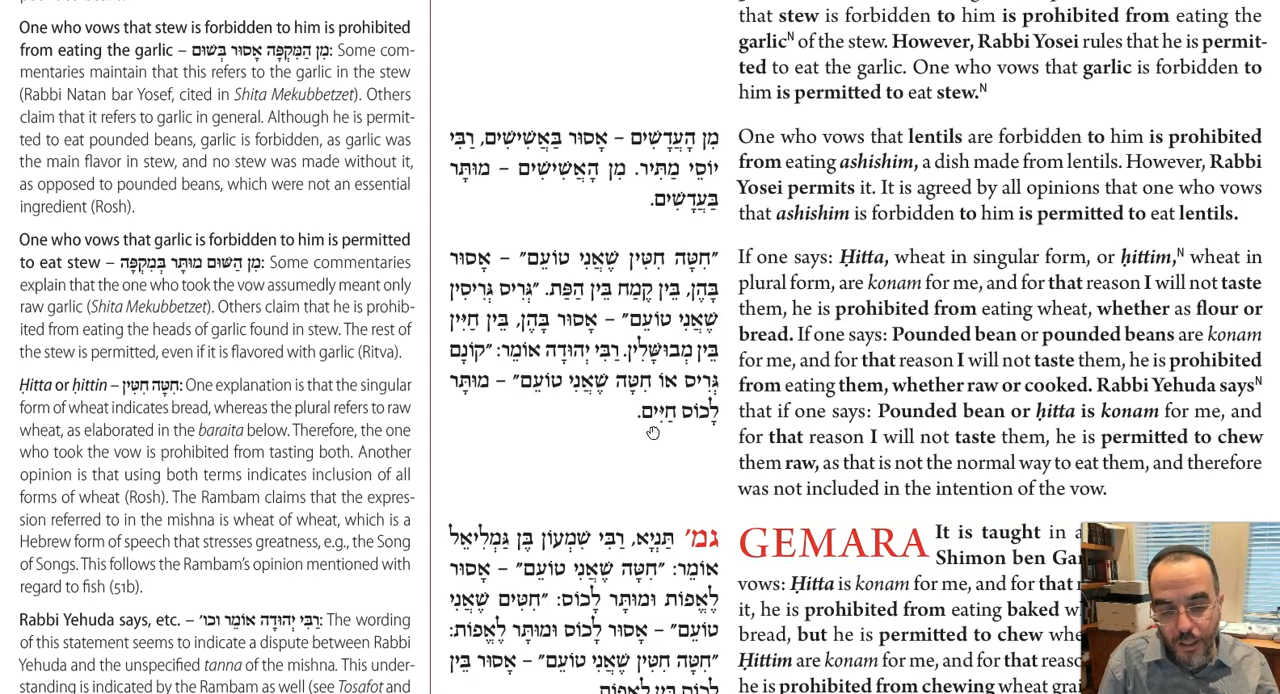 One who vows that stew is forbidden to him is prohibited
from eating the garlic – מִן הַמִּקְפָּה אָסוּר בַּשּׁוּם: Some com-
mentaries maintain that this refers to the garlic in the stew
(Rabbi Natan bar Yosef, cited in Shita Mekubbetzet). Others
claim that it refers to garlic in general. Although he is permit-
ted to eat pounded beans, garlic is forbidden, as garlic was
the main flavor in stew, and no stew was made without it,
as opposed to pounded beans, which were not an essential
ingredient (Rosh).
One who vows that garlic is forbidden to him is permitted
to eat stew – מִן הַשּׁוּם מוּתָּר בַּמִּקְפָּה: Some commentaries
explain that the one who took the vow assumedly meant only
raw garlic (Shita Mekubbetzet). Others claim that he is prohib-
ited from eating the heads of garlic found in stew. The rest of
the stew is permitted, even if it is flavored with garlic (Ritva).
Ḥitta or ḥittin – חִטָּה חִטִּין: One explanation is that the singular
form of wheat indicates bread, whereas the plural refers to raw
wheat, as elaborated in the baraita below. Therefore, the one
who took the vow is prohibited from tasting both. Another
opinion is that using both terms indicates inclusion of all
forms of wheat (Rosh). The Rambam claims that the expres-
sion referred to in the mishna is wheat of wheat, which is a
Hebrew form of speech that stresses greatness, e.g., the Song
of Songs. This follows the Rambam's opinion mentioned with
regard to fish (51b).
Rabbi Yehuda says, etc. – רַבִּי יְהוּדָה אוֹמֵר וכו׳: The wording
of this statement seems to indicate a dispute between Rabbi
Yehuda and the unspecified tanna of the mishna. This under-
standing is indicated by the Rambam as well (see Tosafot and
מִן הָעֲדָשִׁים – אָסוּר בָּאֲשִׁישִׁים, רַבִּי
יוֹסֵי מַתִּיר. מִן הָאֲשִׁישִׁים – מוּתָּר
בַּעֲדָשִׁים.
״חִטָּה חִטִּין שֶׁאֲנִי טוֹעֵם״ – אָסוּר
בָּהֶן, בֵּין קֶמַח בֵּין הַפַּת. ״גְּרִיס גְּרִיסִין
שֶׁאֲנִי טוֹעֵם״ – אָסוּר בָּהֶן, בֵּין חַיִּין
בֵּין מְבוּשָּׁלִין. רַבִּי יְהוּדָה אוֹמֵר: ״קוֹנָם
גְּרִיס אוֹ חִטָּה שֶׁאֲנִי טוֹעֵם״ – מוּתָּר
לָכוֹס חַיִּים.
גמ׳ תַּנְיָא, רַבִּי שִׁמְעוֹן בֶּן גַּמְלִיאֵל
אוֹמֵר: ״חִטָּה שֶׁאֲנִי טוֹעֵם״ – אָסוּר
לֶאֱפוֹת וּמוּתָּר לָכוֹס: ״חִטִּים שֶׁאֲנִי
טוֹעֵם״ – אָסוּר לָכוֹס וּמוּתָּר לֶאֱפוֹת:
״חִטָּה חִטִּין שֶׁאֲנִי טוֹעֵם״ – אָסוּר בֵּין
לָכוֹס בֵּין לֶאֱפוֹת
that stew is forbidden to him is prohibited from eating the
garlicN of the stew. However, Rabbi Yosei rules that he is permit-
ted to eat the garlic. One who vows that garlic is forbidden to
him is permitted to eat stew.N
One who vows that lentils are forbidden to him is prohibited
from eating ashishim, a dish made from lentils. However, Rabbi
Yosei permits it. It is agreed by all opinions that one who vows
that ashishim is forbidden to him is permitted to eat lentils.
If one says: Ḥitta, wheat in singular form, or ḥittim,N wheat in
plural form, are konam for me, and for that reason I will not taste
them, he is prohibited from eating wheat, whether as flour or
bread. If one says: Pounded bean or pounded beans are konam
for me, and for that reason I will not taste them, he is prohibited
from eating them, whether raw or cooked. Rabbi Yehuda saysN
that if one says: Pounded bean or ḥitta is konam for me, and
for that reason I will not taste them, he is permitted to chew
them raw, as that is not the normal way to eat them, and therefore
was not included in the intention of the vow.
GEMARA It is taught in a
Shimon ben Ga
vows: Ḥitta is konam for me, and for that
it, he is prohibited from eating baked
bread, but he is permitted to chew
Ḥittim are konam for me, and for that
he is prohibited from chewing wheat